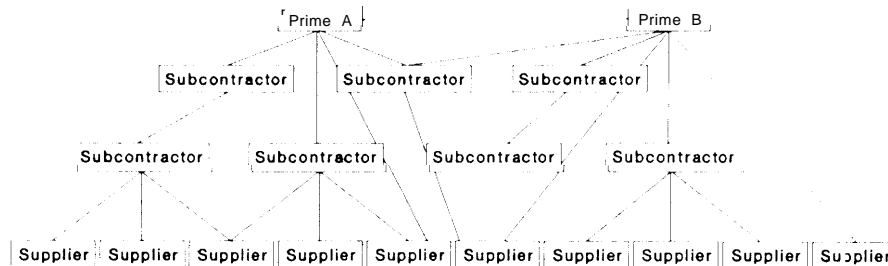 Prime A Prime B
Subcontractor Subcontractor Subcontractor
Subcontractor Subcontractor Subcontractor Subcontractor
Supplier Supplier Supplier Supplier Supplier Supplier Supplier Supplier Supplier Supplier